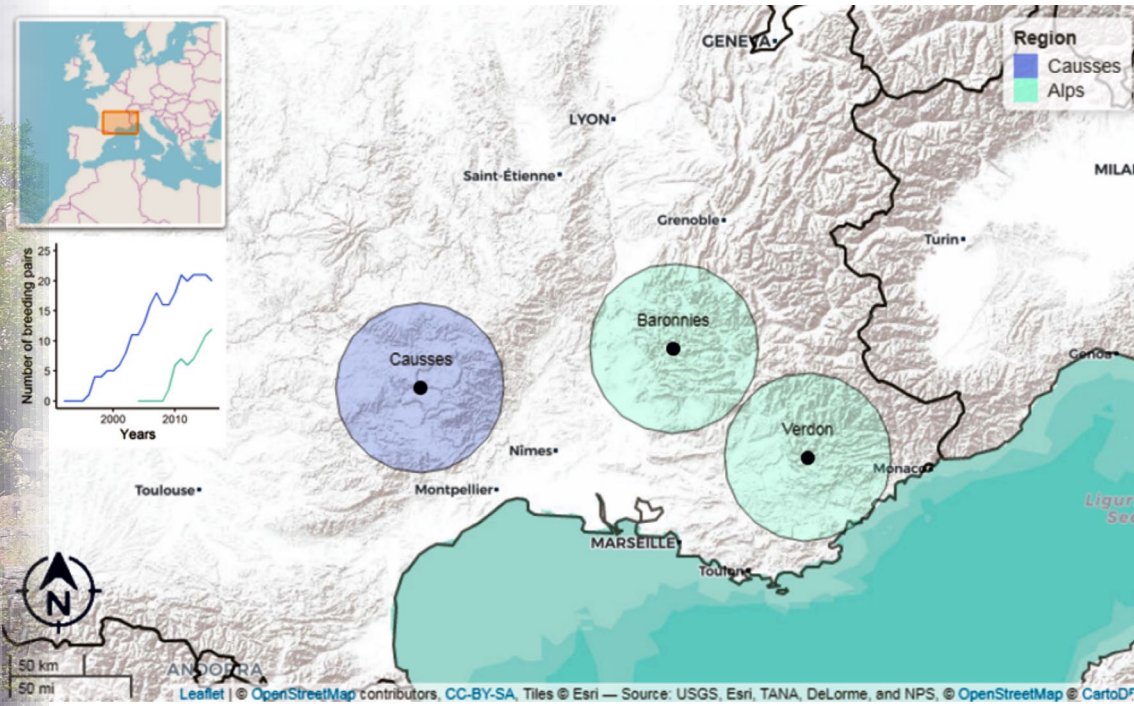 GENEVA
Region
Causses
Alps
LYON
Saint-Étienne
MILA
Grenoble
Turin
Number of breeding pairs
25
20
15
10
5
0
2000
2010
Years
Baronnies
Causses
Genoa
Verdon
Nîmes
Monaco
Toulouse
Montpellier
Ligur
Sea
MARSEILLE
Toulon
N
50 km
50 mi
ANDORRA
Leaflet | © OpenStreetMap contributors, CC-BY-SA, Tiles © Esri — Source: USGS, Esri, TANA, DeLorme, and NPS, © OpenStreetMap © CartoDB